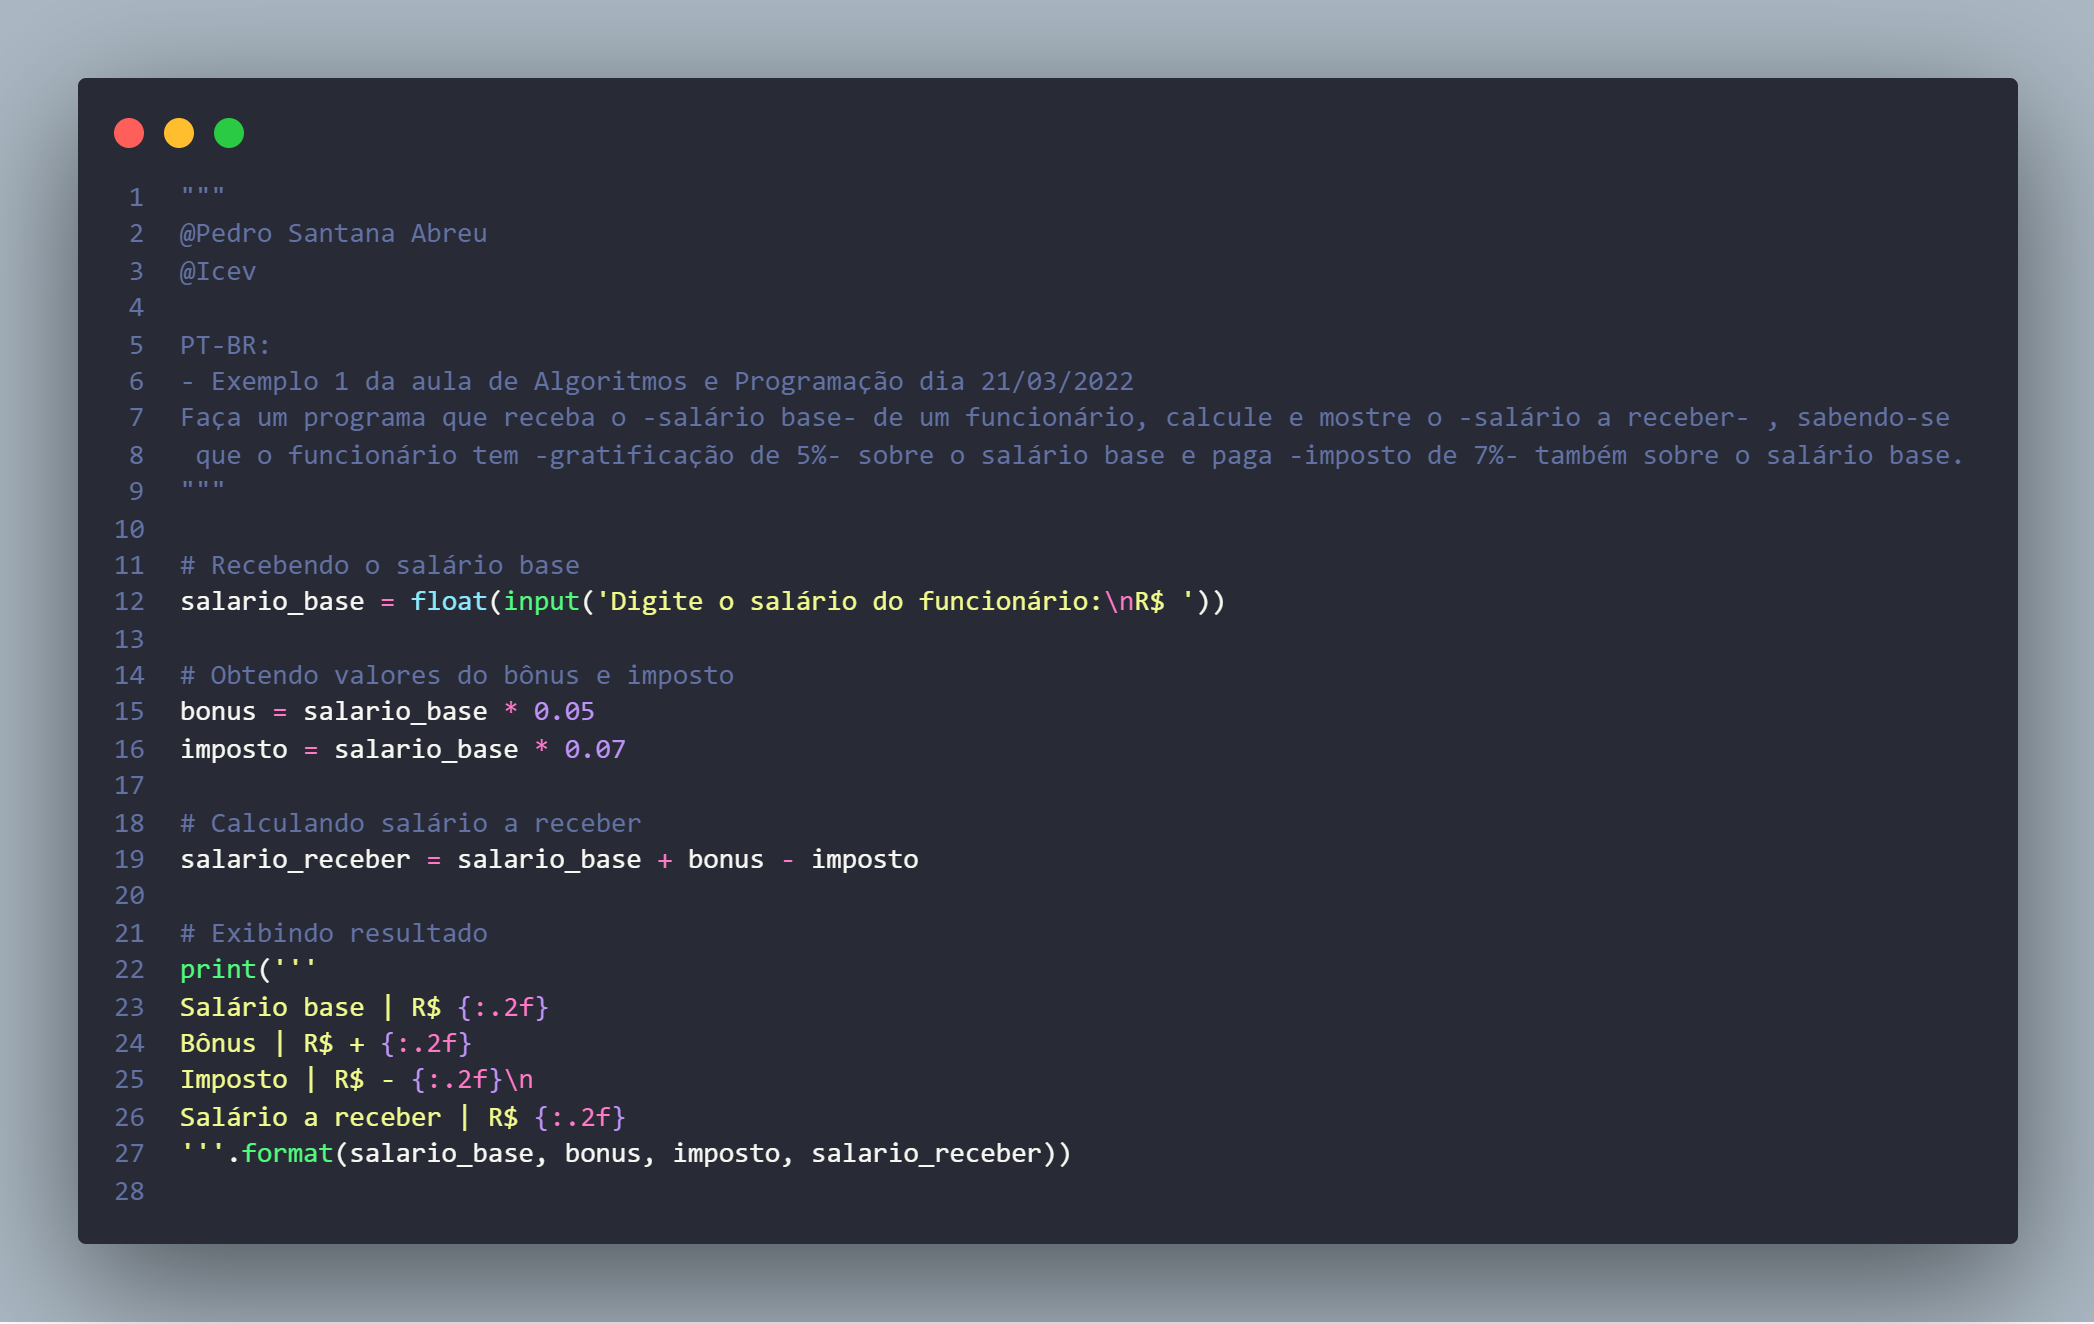 1 """
2 @Pedro Santana Abreu
3 @Icev
4
5 PT-BR:
6 - Exemplo 1 da aula de Algoritmos e Programação dia 21/03/2022
7 Faça um programa que receba o -salário base- de um funcionário, calcule e mostre o -salário a receber- , sabendo-se
8  que o funcionário tem -gratificação de 5%- sobre o salário base e paga -imposto de 7%- também sobre o salário base.
9 """
10
11 # Recebendo o salário base
12 salario_base = float(input('Digite o salário do funcionário:\nR$ '))
13
14 # Obtendo valores do bônus e imposto
15 bonus = salario_base * 0.05
16 imposto = salario_base * 0.07
17
18 # Calculando salário a receber
19 salario_receber = salario_base + bonus - imposto
20
21 # Exibindo resultado
22 print('''
23 Salário base | R$ {:.2f}
24 Bônus | R$ + {:.2f}
25 Imposto | R$ - {:.2f}\n
26 Salário a receber | R$ {:.2f}
27 '''.format(salario_base, bonus, imposto, salario_receber))
28